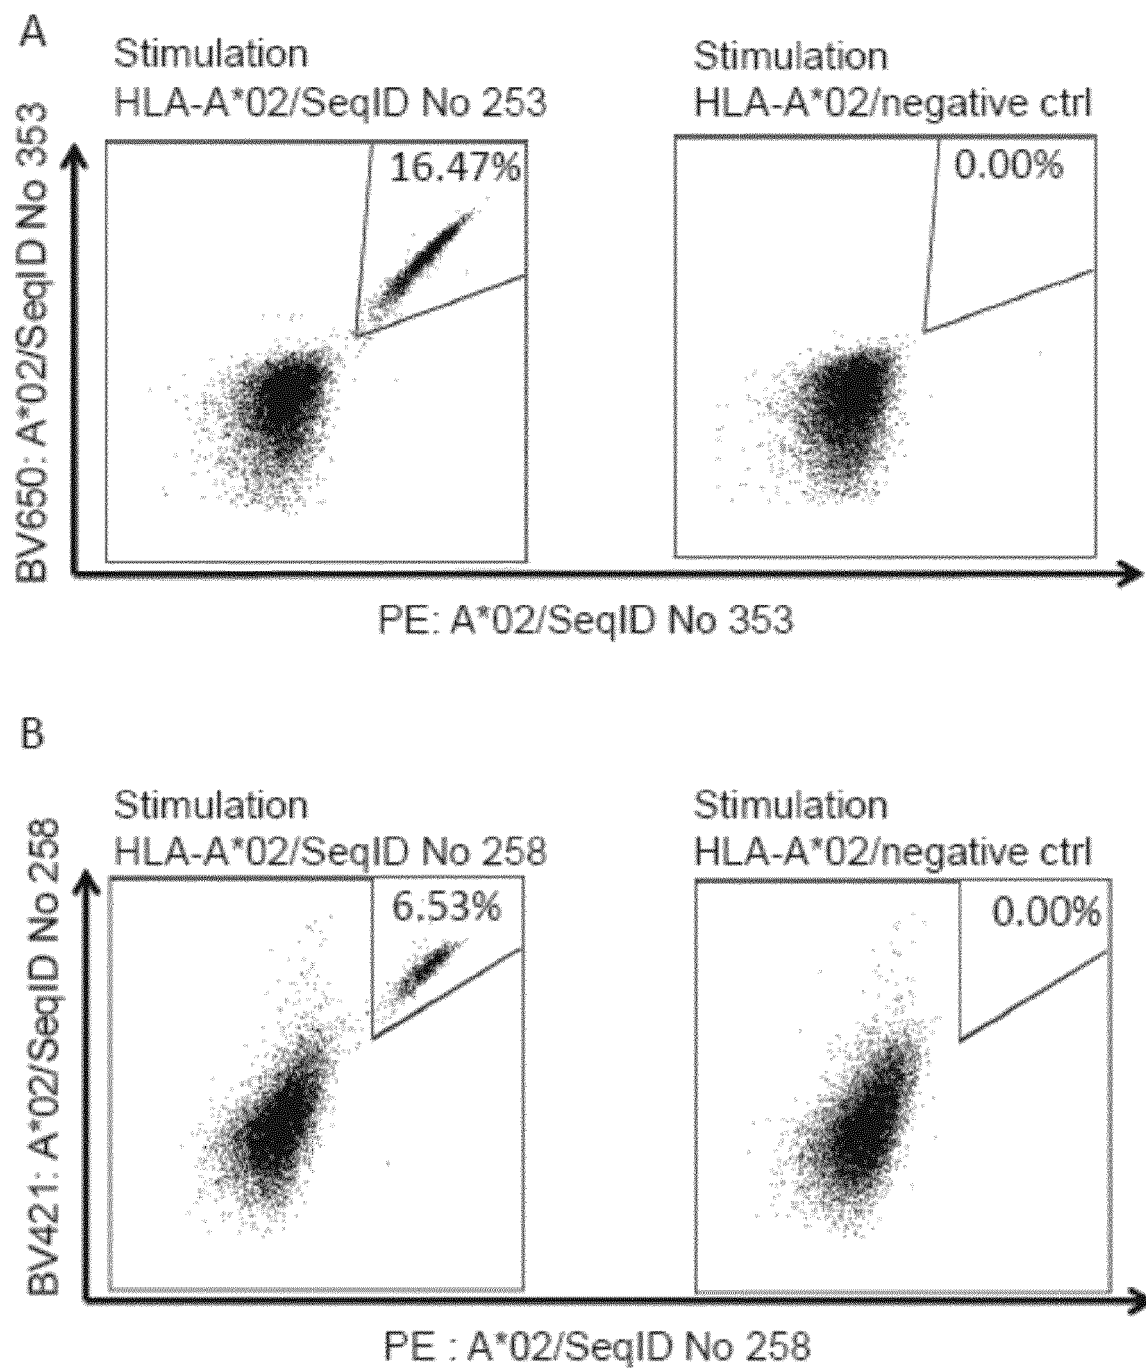 A
Stimulation
HLA-A*02/SeqID No 253
Stimulation
HLA-A*02/negative ctrl
BV650: A*02/SeqID No 353
16.47%
0.00%
PE: A*02/SeqID No 353
B
Stimulation
HLA-A*02/SeqID No 258
Stimulation
HLA-A*02/negative ctrl
BV421: A*02/SeqID No 258
6.53%
0.00%
PE : A*02/SeqID No 258